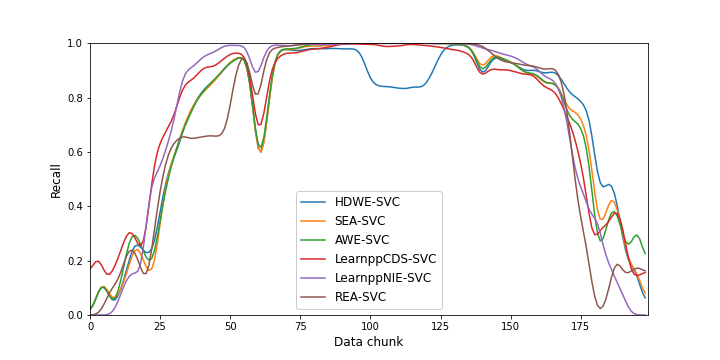 1.0
0.8
0.6
0.4
0.2
0.0
Recall
HDWE-SVC
SEA-SVC
AWE-SVC
LearnppCDS-SVC
LearnppNIE-SVC
REA-SVC
0 25 50 75 100 125 150 175
Data chunk